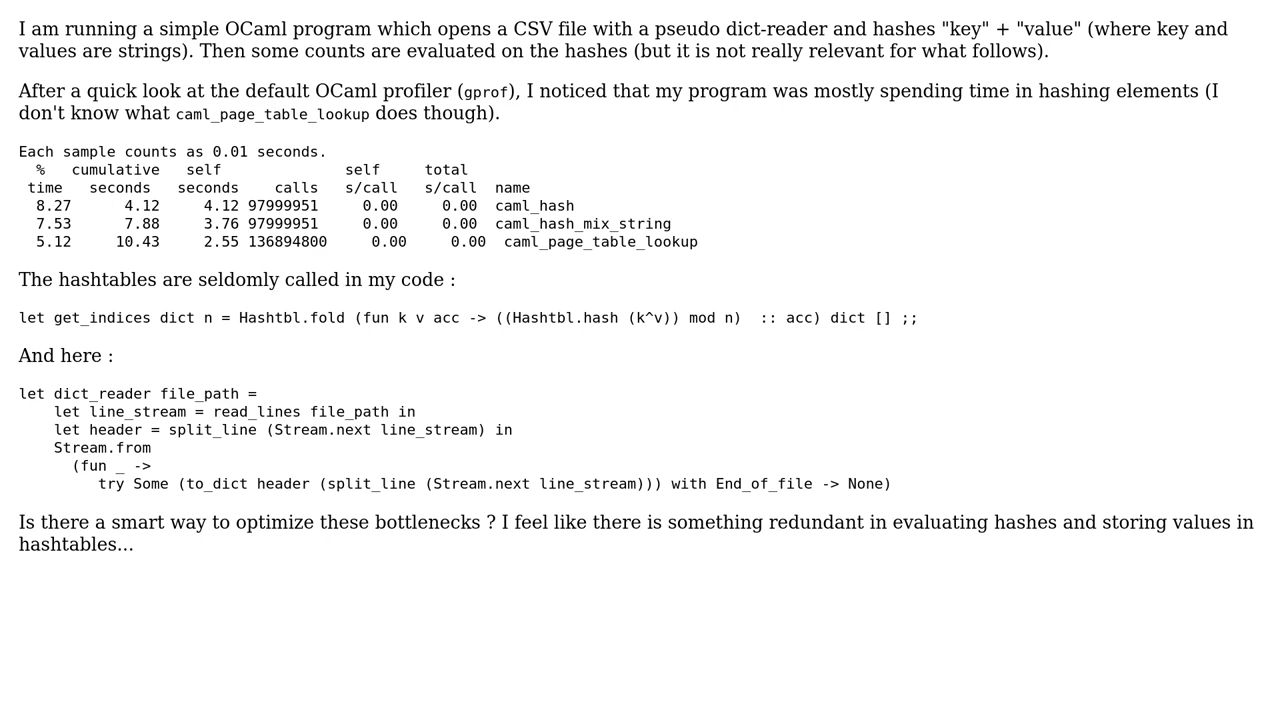 I am running a simple OCaml program which opens a CSV file with a pseudo dict-reader and hashes "key" + "value" (where key and
values are strings). Then some counts are evaluated on the hashes (but it is not really relevant for what follows).
After a quick look at the default OCaml profiler (gprof), I noticed that my program was mostly spending time in hashing elements (I
don't know what caml_page_table_lookup does though).
Each sample counts as 0.01 seconds.
  %   cumulative   self              self     total
 time   seconds   seconds    calls   s/call   s/call  name
  8.27      4.12     4.12 97999951     0.00     0.00  caml_hash
  7.53      7.88     3.76 97999951     0.00     0.00  caml_hash_mix_string
  5.12     10.43     2.55 136894800     0.00     0.00  caml_page_table_lookup
The hashtables are seldomly called in my code :
let get_indices dict n = Hashtbl.fold (fun k v acc -> ((Hashtbl.hash (k^v)) mod n)  :: acc) dict [] ;;
And here :
let dict_reader file_path =
    let line_stream = read_lines file_path in
    let header = split_line (Stream.next line_stream) in
    Stream.from
      (fun _ ->
         try Some (to_dict header (split_line (Stream.next line_stream))) with End_of_file -> None)
Is there a smart way to optimize these bottlenecks ? I feel like there is something redundant in evaluating hashes and storing values in
hashtables...